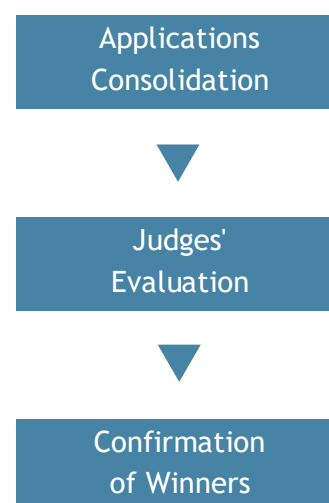 Applications
Consolidation
Judges'
Evaluation
Confirmation
of Winners